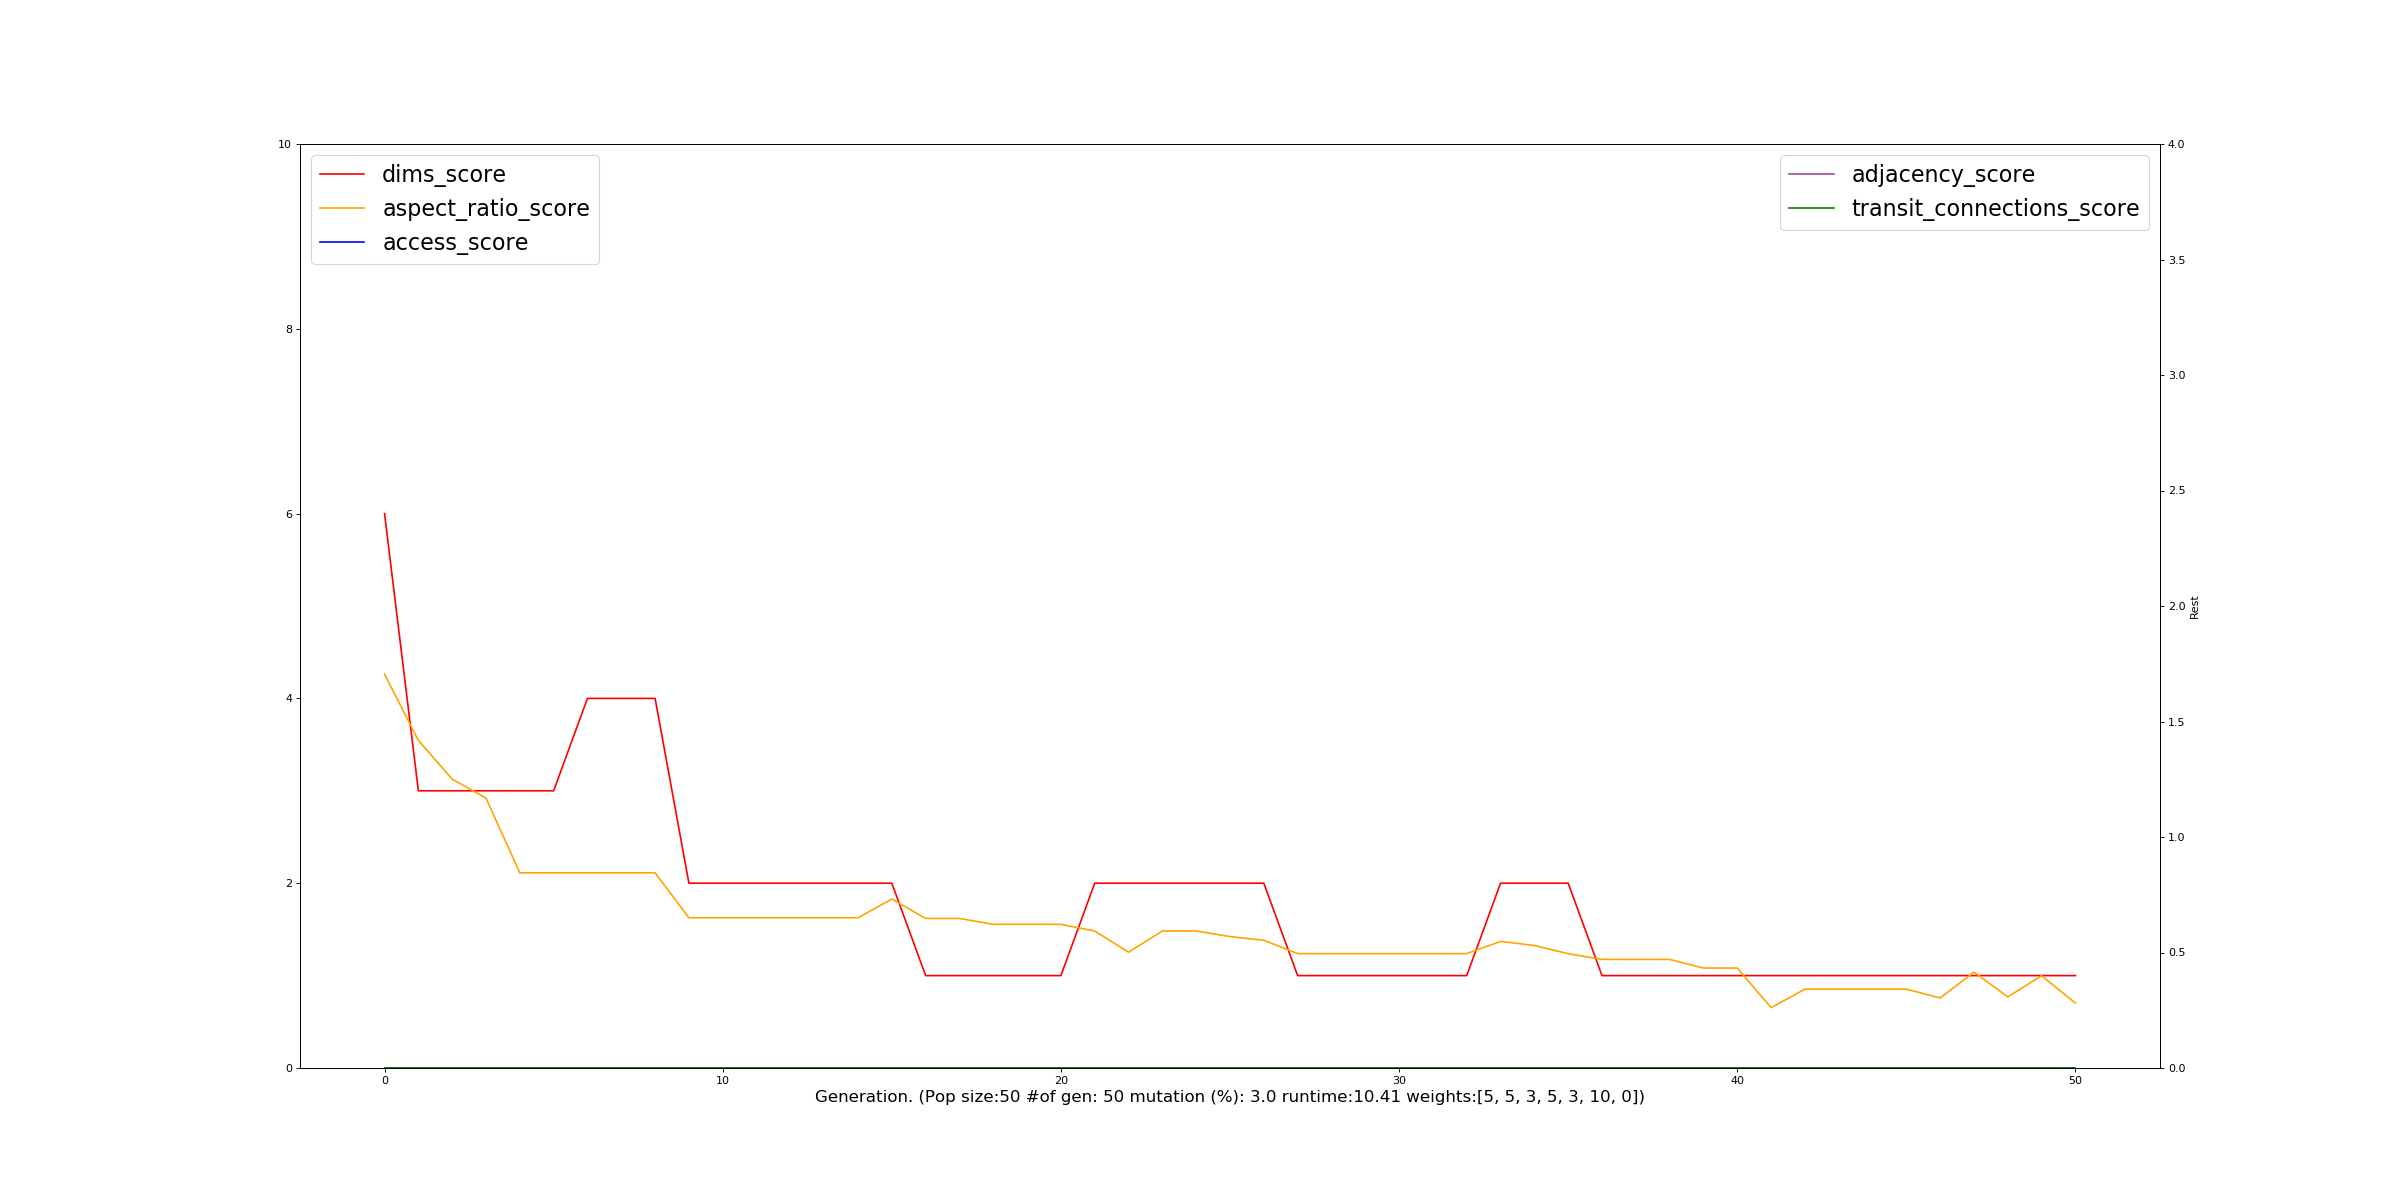 dims_score
aspect_ratio_score
access_score
adjacency_score
transit_connections_score
10
8
6
4
2
0
4.0
3.5
3.0
2.5
2.0
1.5
1.0
0.5
0.0
Rest
0 10 20 30 40 50
Generation. (Pop size:50 #of gen: 50 mutation (%): 3.0 runtime:10.41 weights:[5, 5, 3, 5, 3, 10, 0])